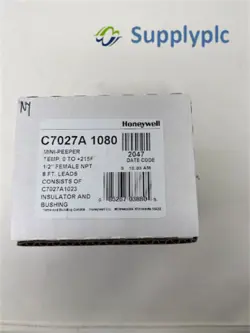 Supplyplc
NY
Honeywell
C7027A 1080
2047
DATE CODE
MINI-PEEPER
TEMP. 0 TO +215F
1/2" FEMALE NPT
8 FT. LEADS
CONSISTS OF
C7027A1023
INSULATOR AND
BUSHING